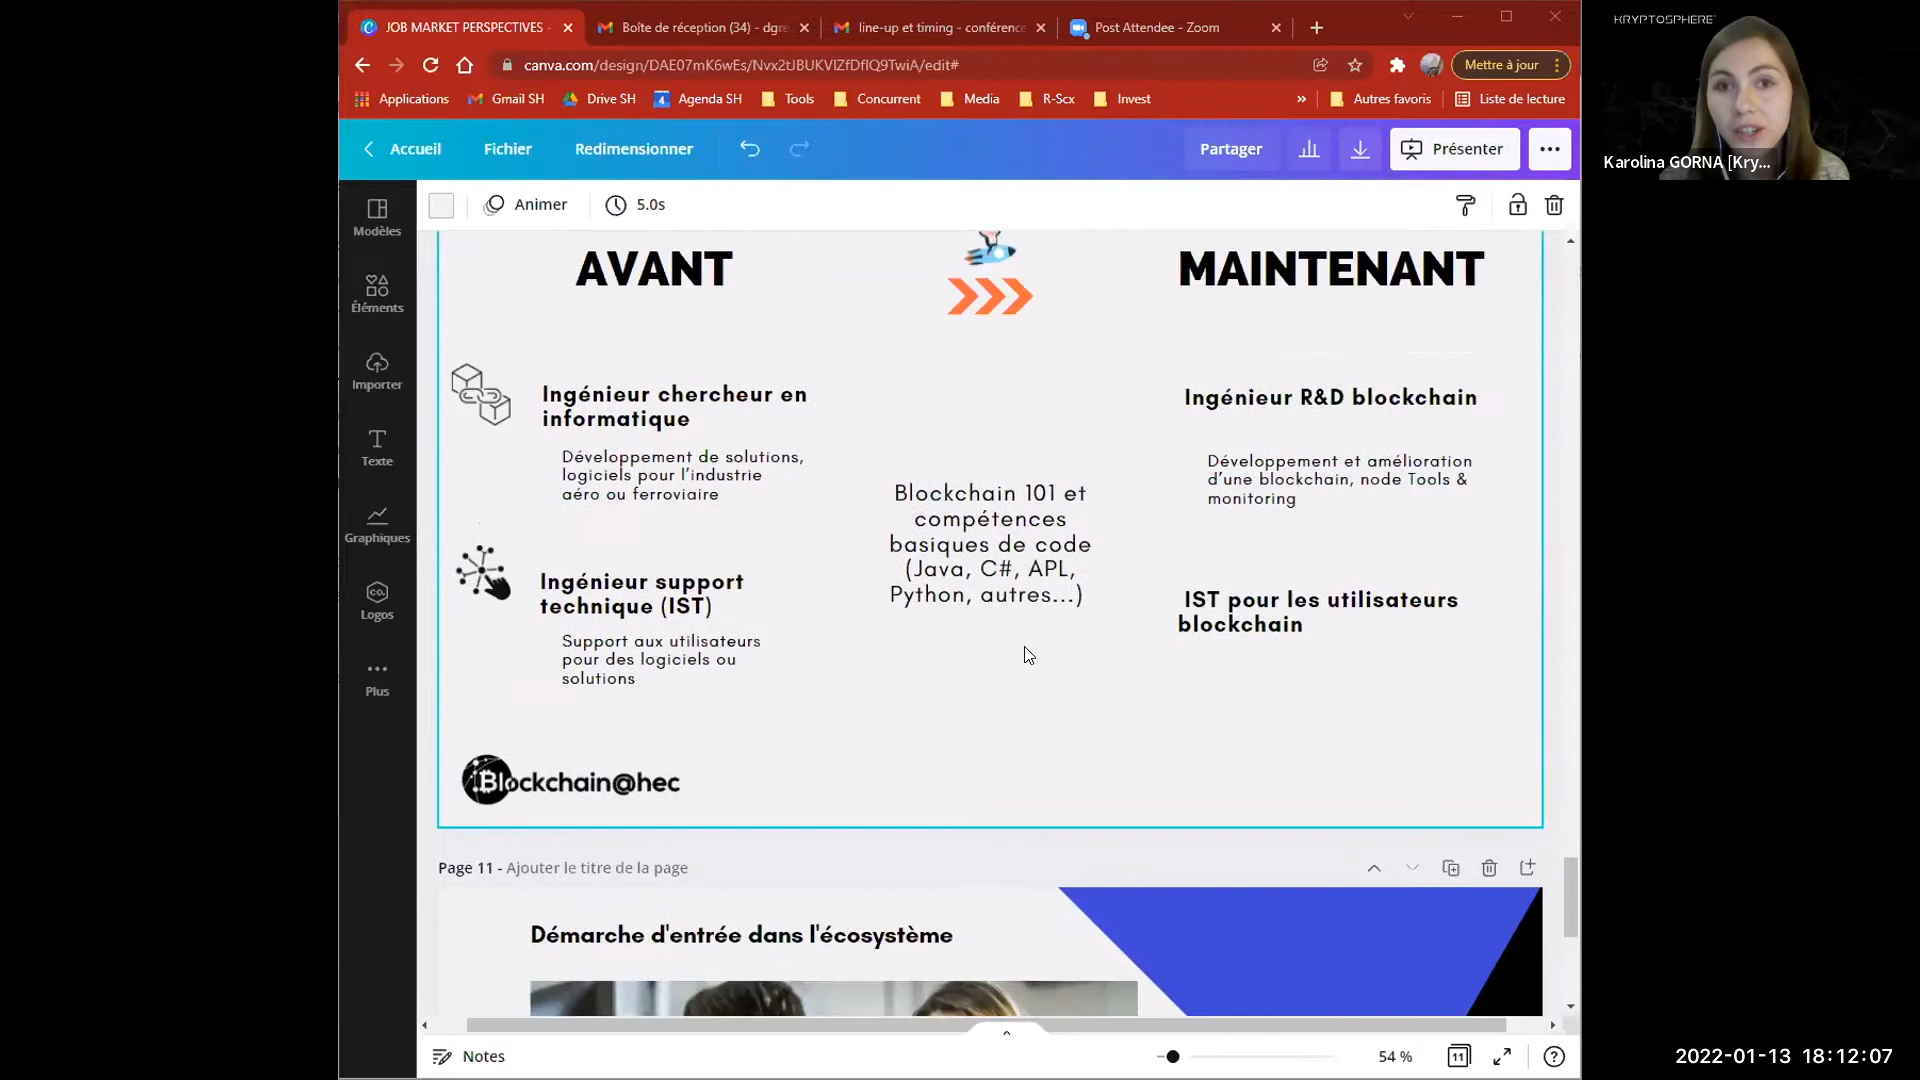 JOB MARKET PERSPECTIVES -
Boîte de réception (34) - dgre
line-up et timing - conférence
Post Attendee - Zoom
canva.com/design/DAE07mK6wEs/Nvx2tJBUKVlZfDflQ9TwiA/edit#
Mettre à jour
Applications
Gmail SH
Drive SH
4 Agenda SH
Tools
Concurrent
Media
R-Scx
Invest
»
Autres favoris
Liste de lecture
Accueil
Fichier
Redimensionner
Partager
Présenter
Animer
5.0s
Modèles
Éléments
Importer
Texte
Graphiques
CO.
Logos
Plus
AVANT
MAINTENANT
Ingénieur chercheur en
informatique
Développement de solutions,
logiciels pour l'industrie
aéro ou ferroviaire
Ingénieur support
technique (IST)
Support aux utilisateurs
pour des logiciels ou
solutions
Blockchain 101 et
compétences
basiques de code
(Java, C#, APL,
Python, autres...)
Ingénieur R&D blockchain
Développement et amélioration
d'une blockchain, node Tools &
monitoring
IST pour les utilisateurs
blockchain
Blockchain@hec
Page 11 - Ajouter le titre de la page
Démarche d'entrée dans l'écosystème
Notes
54 %
11
KRYPTOSPHERE
Karolina GORNA [Kry...
2022-01-13 18:12:07